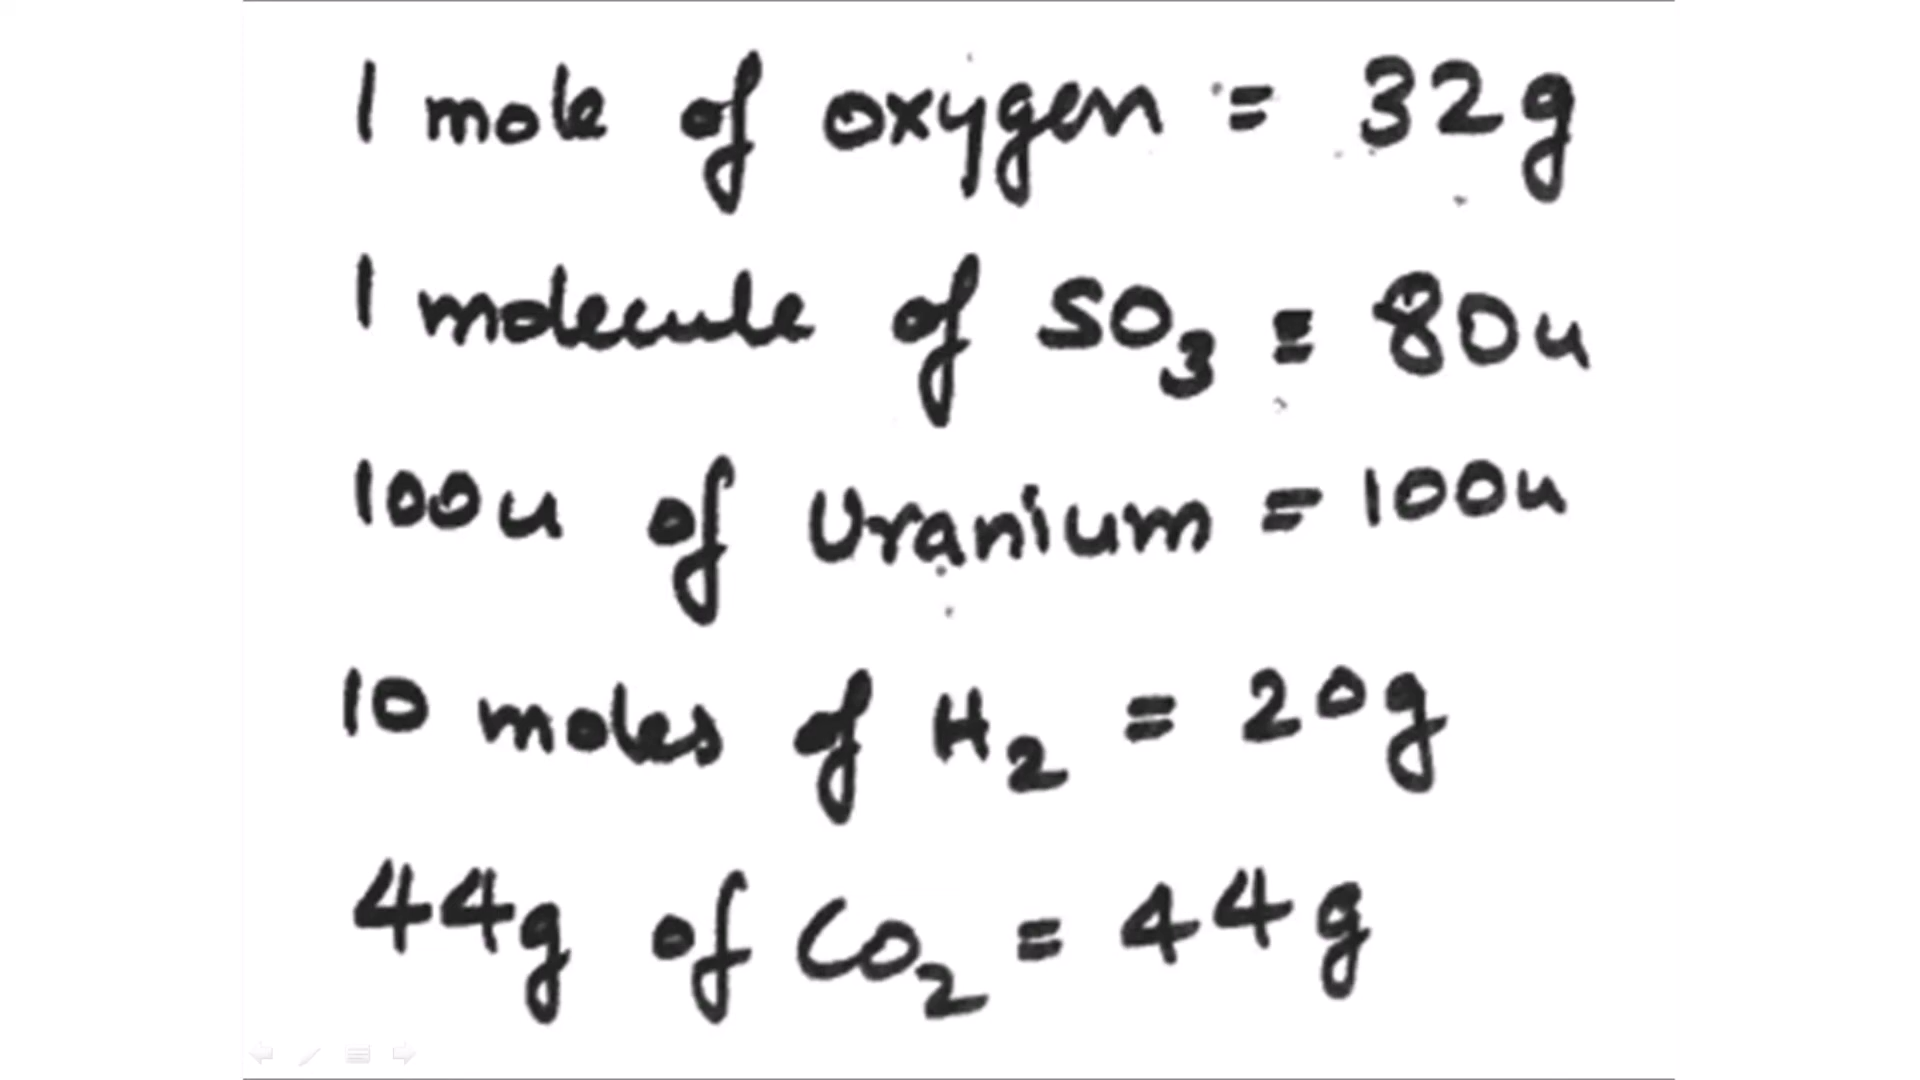 1 mole of oxygen = 32g
1 molecule of SO₃ = 80u
100u of Uranium = 100u
10 moles of H₂ = 20g
44g of CO₂ = 44g